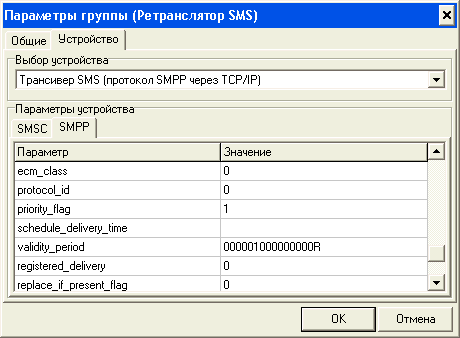 Параметры группы (Ретранслятор SMS)
Общие Устройство
Выбор устройства
Трансивер SMS (протокол SMPP через TCP/IP)
Параметры устройства
SMSC SMPP
Параметр Значение
ecm_class 0
protocol_id 0
priority_flag 1
schedule_delivery_time
validity_period 000001000000000R
registered_delivery 0
replace_if_present_flag 0
OK Отмена